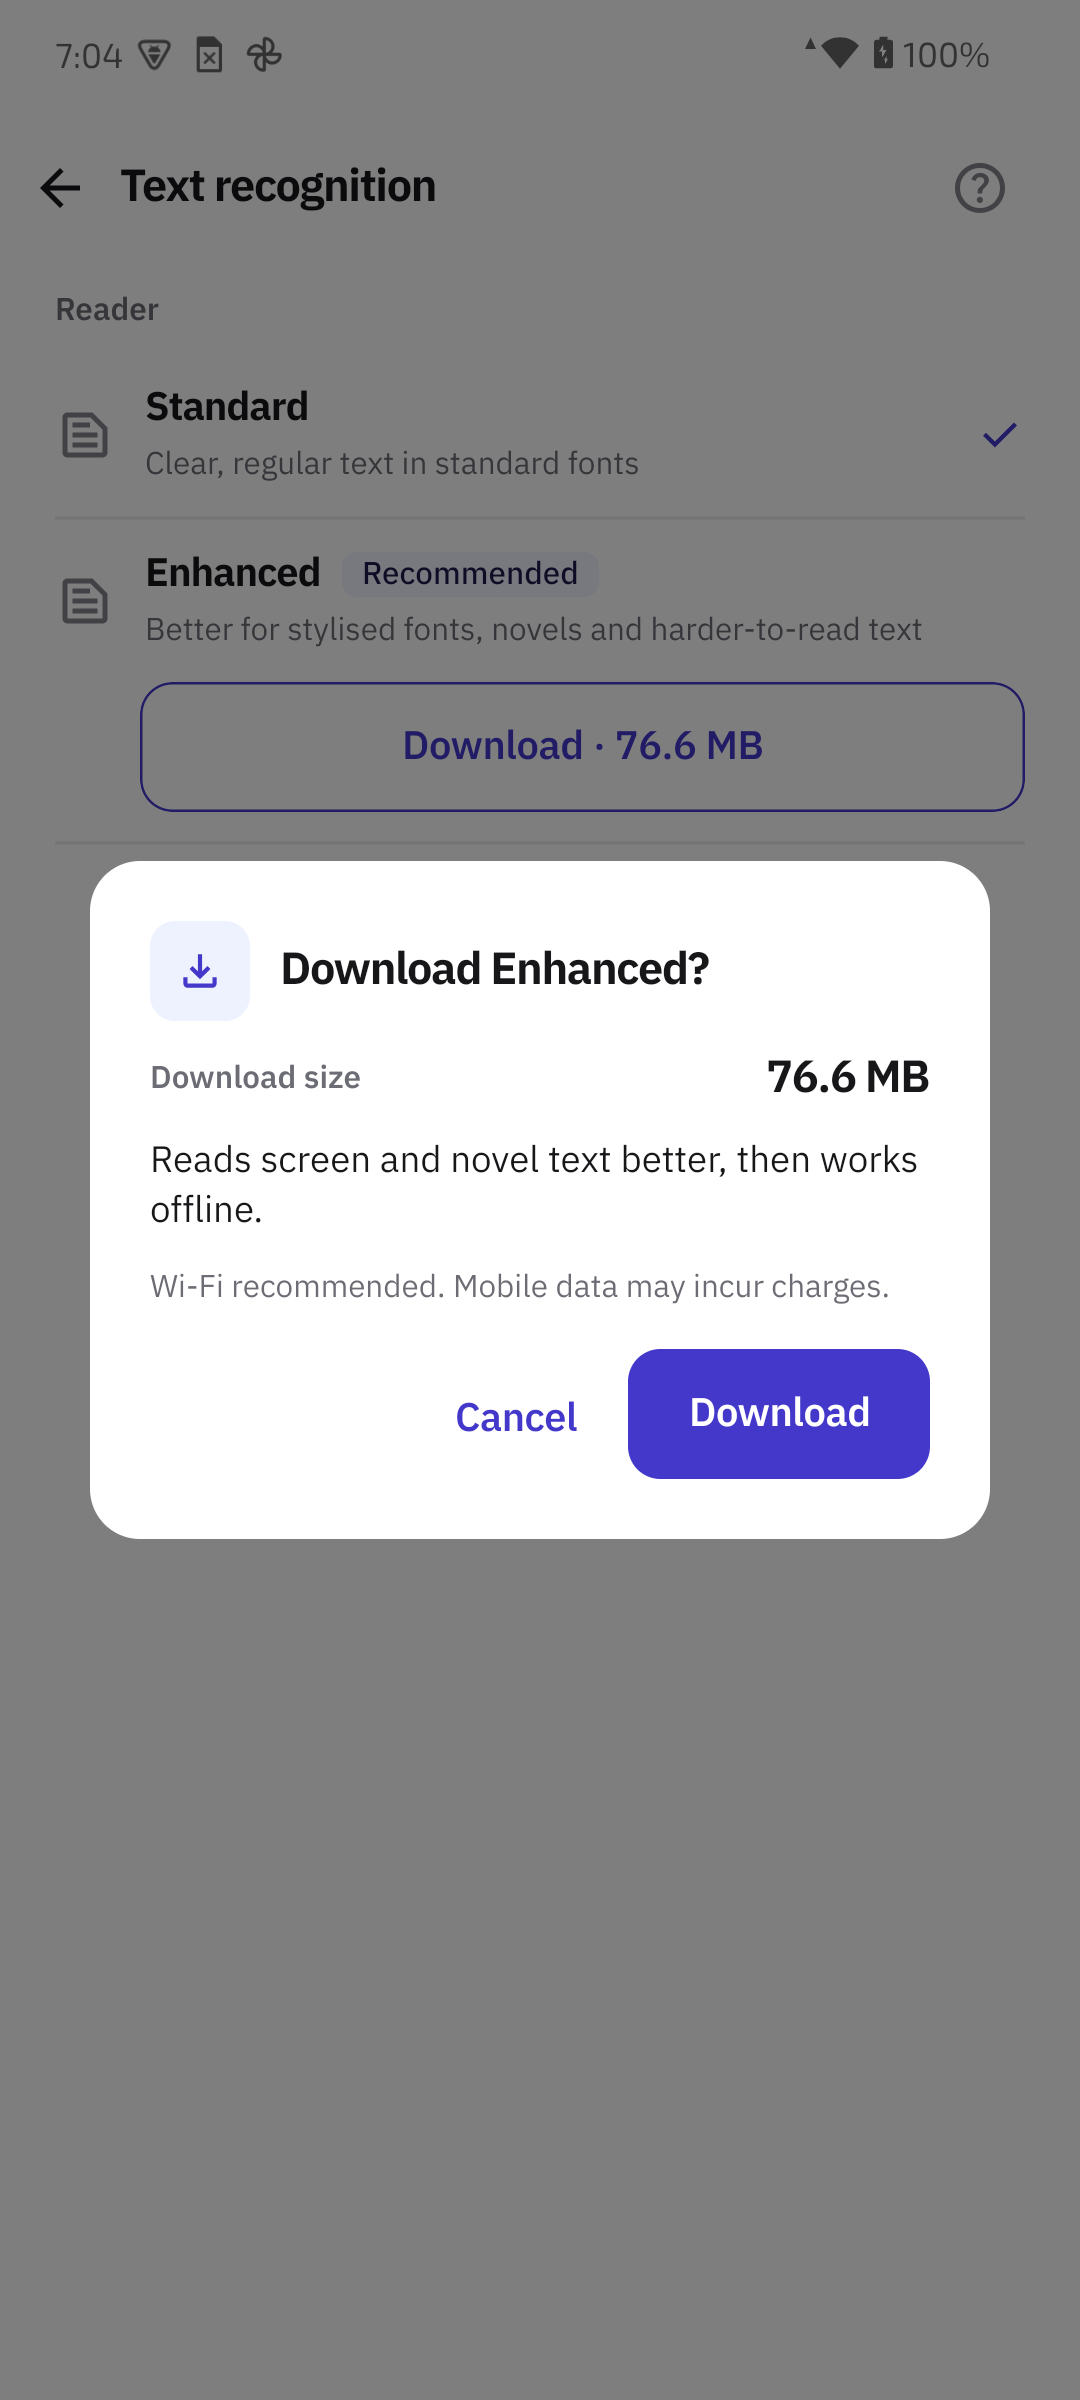 7:04
100%
Text recognition
Reader
Standard
Clear, regular text in standard fonts
Enhanced Recommended
Better for stylised fonts, novels and harder-to-read text
Download · 76.6 MB
Download Enhanced?
Download size 76.6 MB
Reads screen and novel text better, then works
offline.
Wi-Fi recommended. Mobile data may incur charges.
Cancel Download